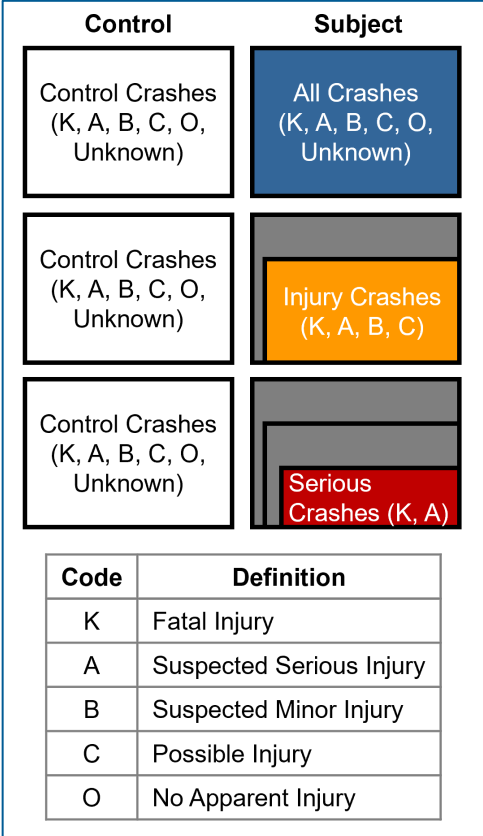 Control Subject
Control Crashes
(K, A, B, C, O,
Unknown)
All Crashes
(K, A, B, C, O,
Unknown)
Control Crashes
(K, A, B, C, O,
Unknown)
Injury Crashes
(K, A, B, C)
Control Crashes
(K, A, B, C, O,
Unknown)
Serious
Crashes (K, A)
Code Definition
K Fatal Injury
A Suspected Serious Injury
B Suspected Minor Injury
C Possible Injury
O No Apparent Injury